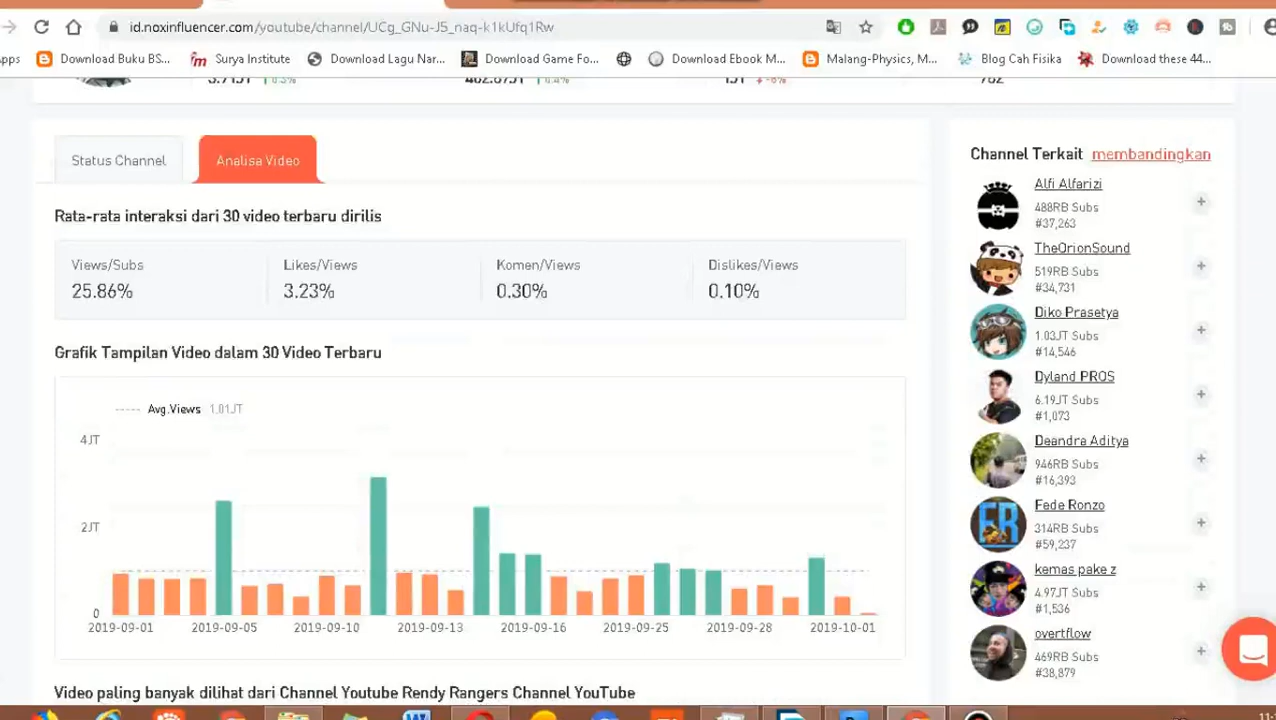 id.noxinfluencer.com/youtube/channel/UCg_GNu-J5_naq-k1kUfq1Rw
Apps Download Buku BS... Surya Institute Download Lagu Nar... Download Game Fo... Download Ebook M... Malang-Physics, M... Blog Cah Fisika Download these 44...
Status Channel
Analisa Video
Rata-rata interaksi dari 30 video terbaru dirilis
Views/Subs Likes/Views Komen/Views Dislikes/Views
25.86% 3.23% 0.30% 0.10%
Grafik Tampilan Video dalam 30 Video Terbaru
Avg.Views 1.01JT
4JT
2JT
0
2019-09-01 2019-09-05 2019-09-10 2019-09-13 2019-09-16 2019-09-25 2019-09-28 2019-10-01
Video paling banyak dilihat dari Channel Youtube Rendy Rangers Channel YouTube
Channel Terkait membandingkan
Alfi Alfarizi
488RB Subs
#37,263
TheOrionSound
519RB Subs
#34,731
Diko Prasetya
1.03JT Subs
#14,546
Dyland PROS
6.19JT Subs
#1,073
Deandra Aditya
946RB Subs
#16,393
Fede Ronzo
314RB Subs
#59,237
kemas pake z
4.97JT Subs
#1,536
overtflow
469RB Subs
#38,879